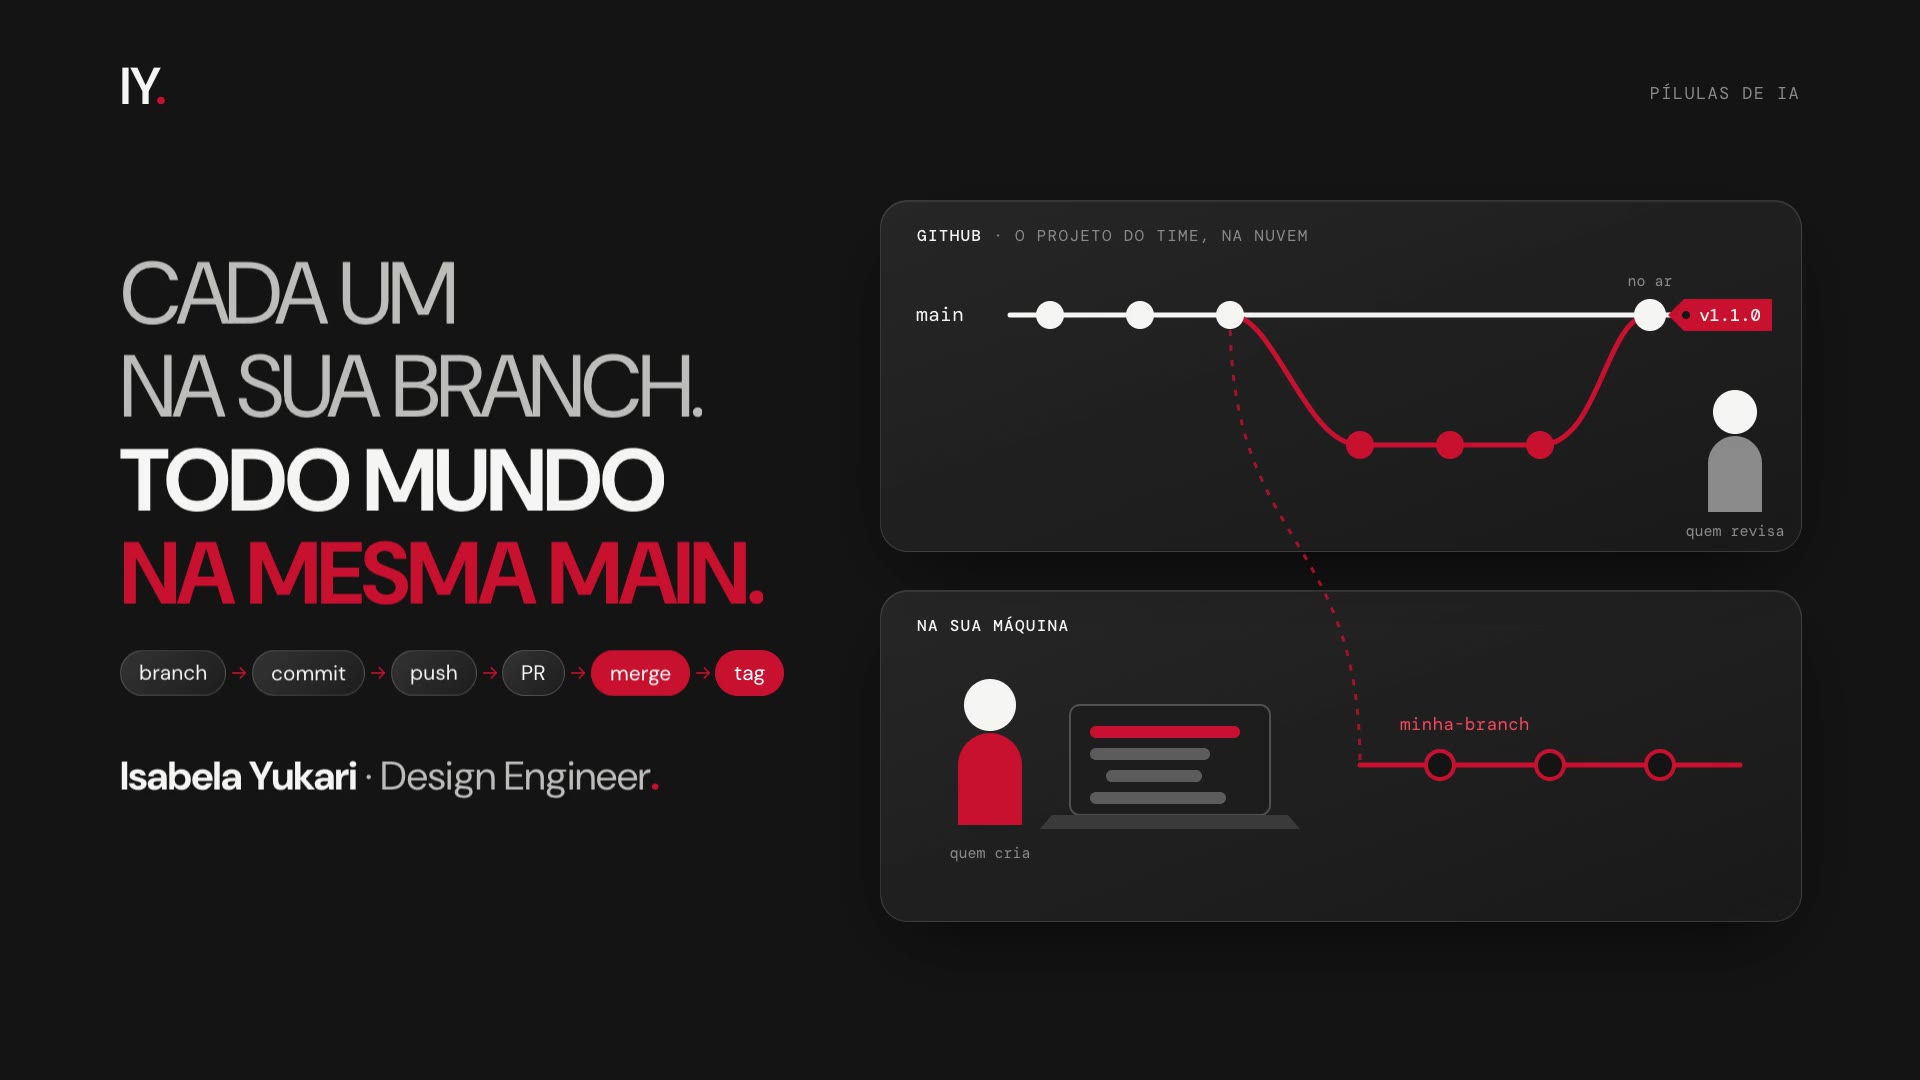 IY.
PÍLULAS DE IA
CADA UM
NA SUA BRANCH.
TODO MUNDO
NA MESMA MAIN.
branch → commit → push → PR → merge → tag
Isabela Yukari · Design Engineer.
GITHUB · O PROJETO DO TIME, NA NUVEM
no ar
main
v1.1.0
quem revisa
NA SUA MÁQUINA
minha-branch
quem cria